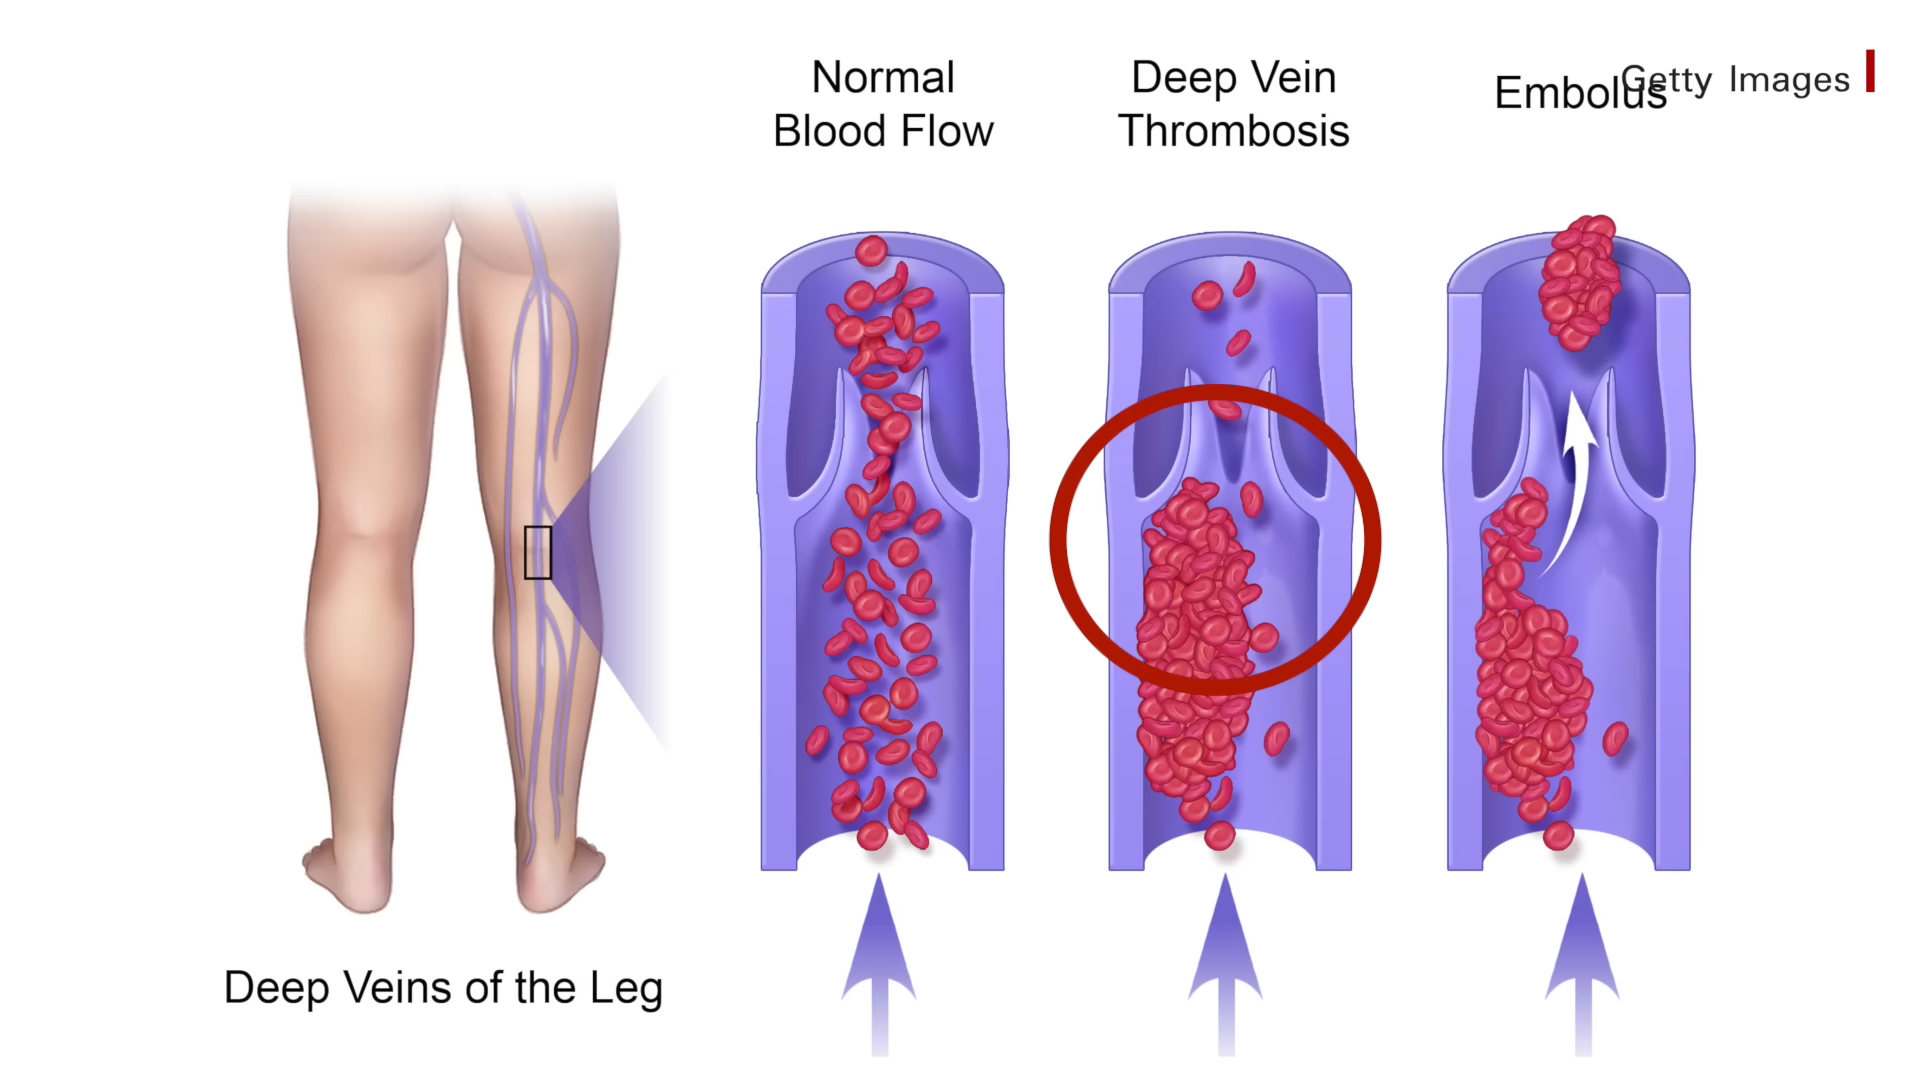 Normal
Blood Flow
Deep Vein
Thrombosis
Embolus
Getty Images
Deep Veins of the Leg